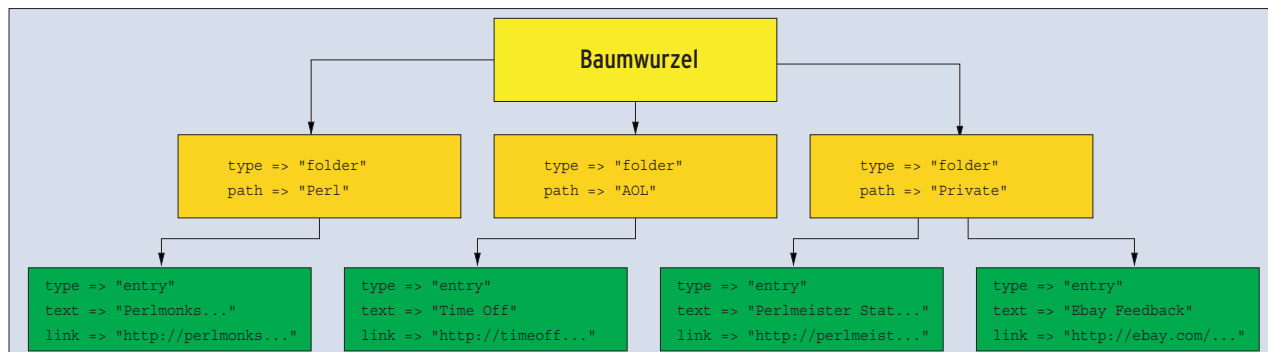 Baumwurzel
type => "folder"
path => "Perl"
type => "folder"
path => "AOL"
type => "folder"
path => "Private"
type => "entry"
text => "Perlmonks..."
link => "http://perlmonks..."
type => "entry"
text => "Time Off"
link => "http://timeoff..."
type => "entry"
text => "Perlmeister Stat..."
link => "http://perlmeist..."
type => "entry"
text => "Ebay Feedback"
link => "http://ebay.com/..."